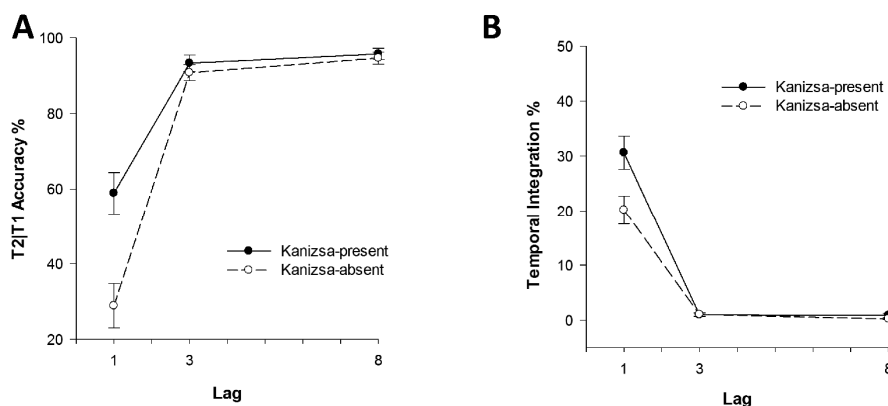 A
100
80
60
40
20
T2|T1 Accuracy %
Kanizsa-present
Kanizsa-absent
1
3
8
Lag
B
50
40
30
20
10
0
Temporal Integration %
Kanizsa-present
Kanizsa-absent
1
3
8
Lag